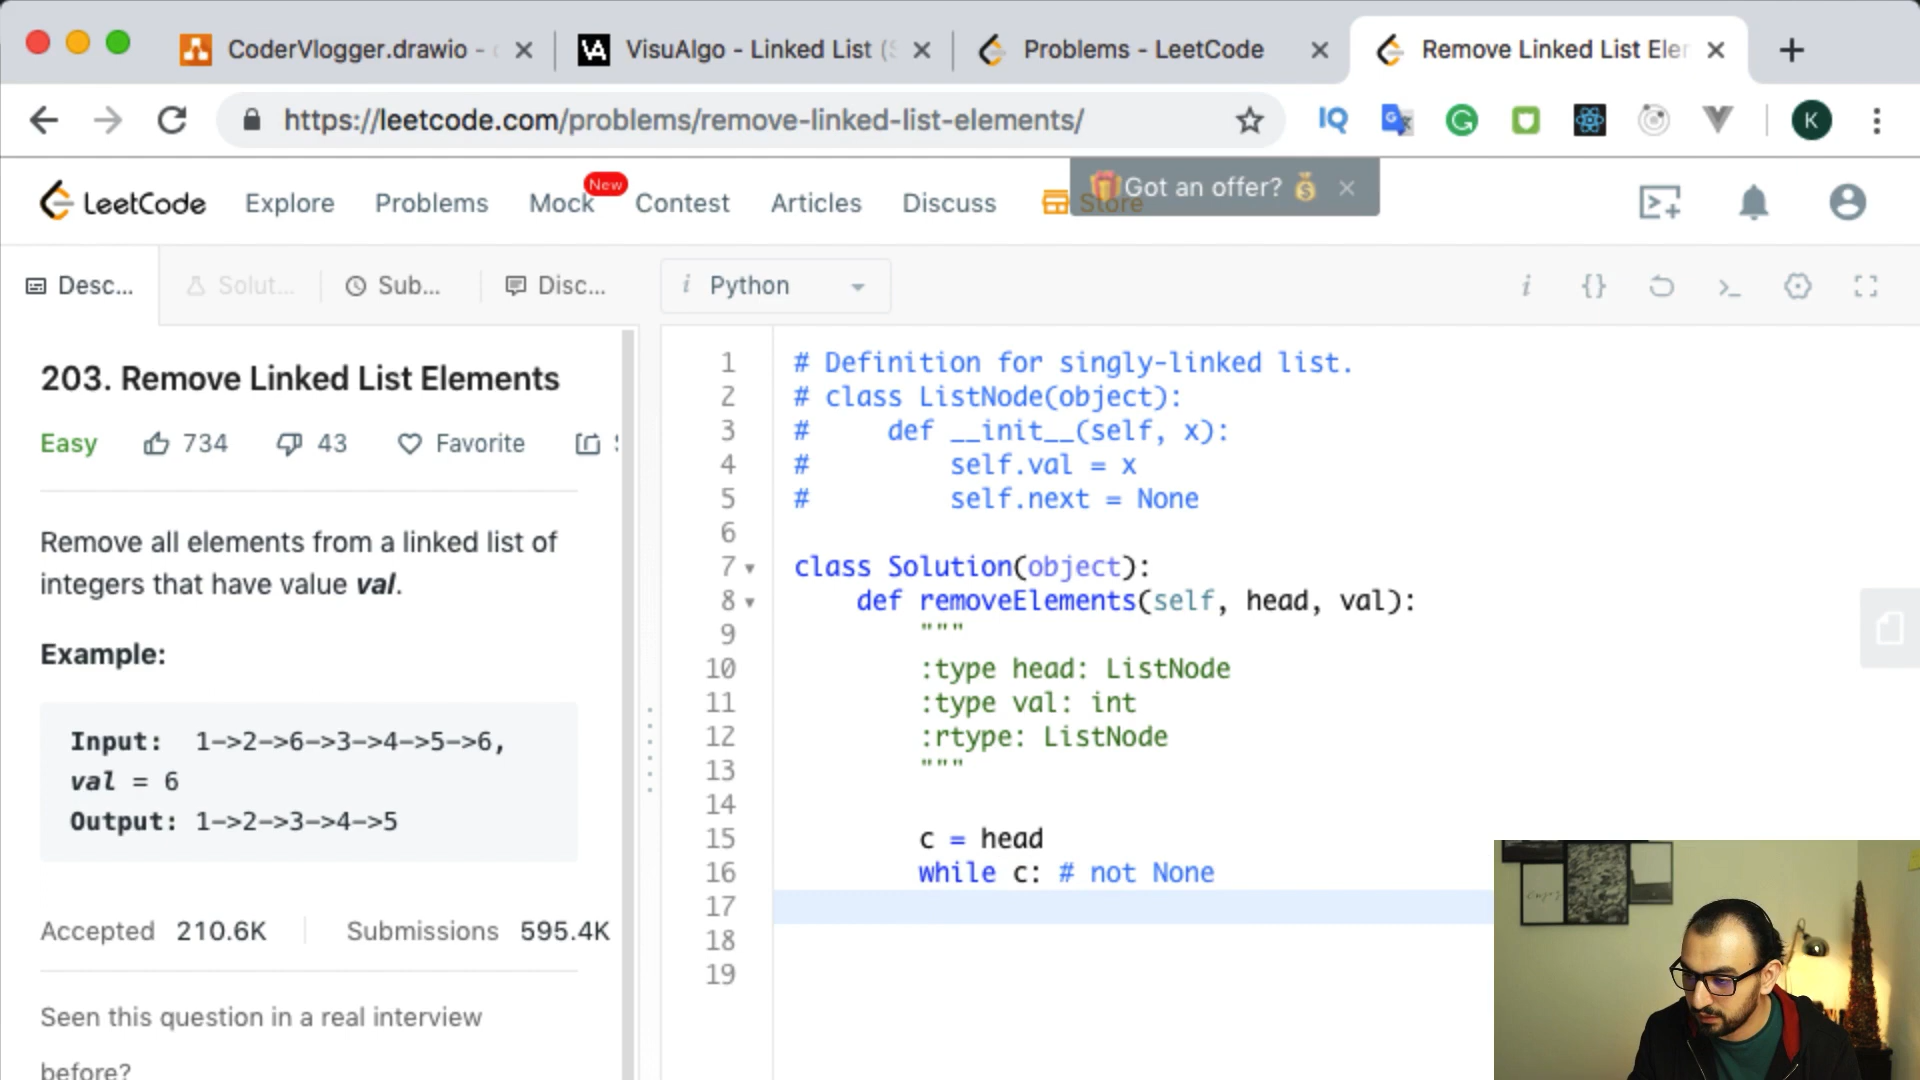 CoderVlogger.drawio -
VisuAlgo - Linked List (
Problems - LeetCode
Remove Linked List Ele
https://leetcode.com/problems/remove-linked-list-elements/
IQ
K
LeetCode
Explore
Problems
Mock
New
Contest
Articles
Discuss
Store
Got an offer?
Desc...
Solut...
Sub...
Disc...
i Python
203. Remove Linked List Elements
Easy 734 43 Favorite
Remove all elements from a linked list of
integers that have value val.
Example:
Input: 1->2->6->3->4->5->6,
val = 6
Output: 1->2->3->4->5
Accepted 210.6K Submissions 595.4K
Seen this question in a real interview
before?
1 # Definition for singly-linked list.
2 # class ListNode(object):
3 #     def __init__(self, x):
4 #         self.val = x
5 #         self.next = None
6
7 class Solution(object):
8     def removeElements(self, head, val):
9         """
10         :type head: ListNode
11         :type val: int
12         :rtype: ListNode
13         """
14
15         c = head
16         while c: # not None
17
18
19